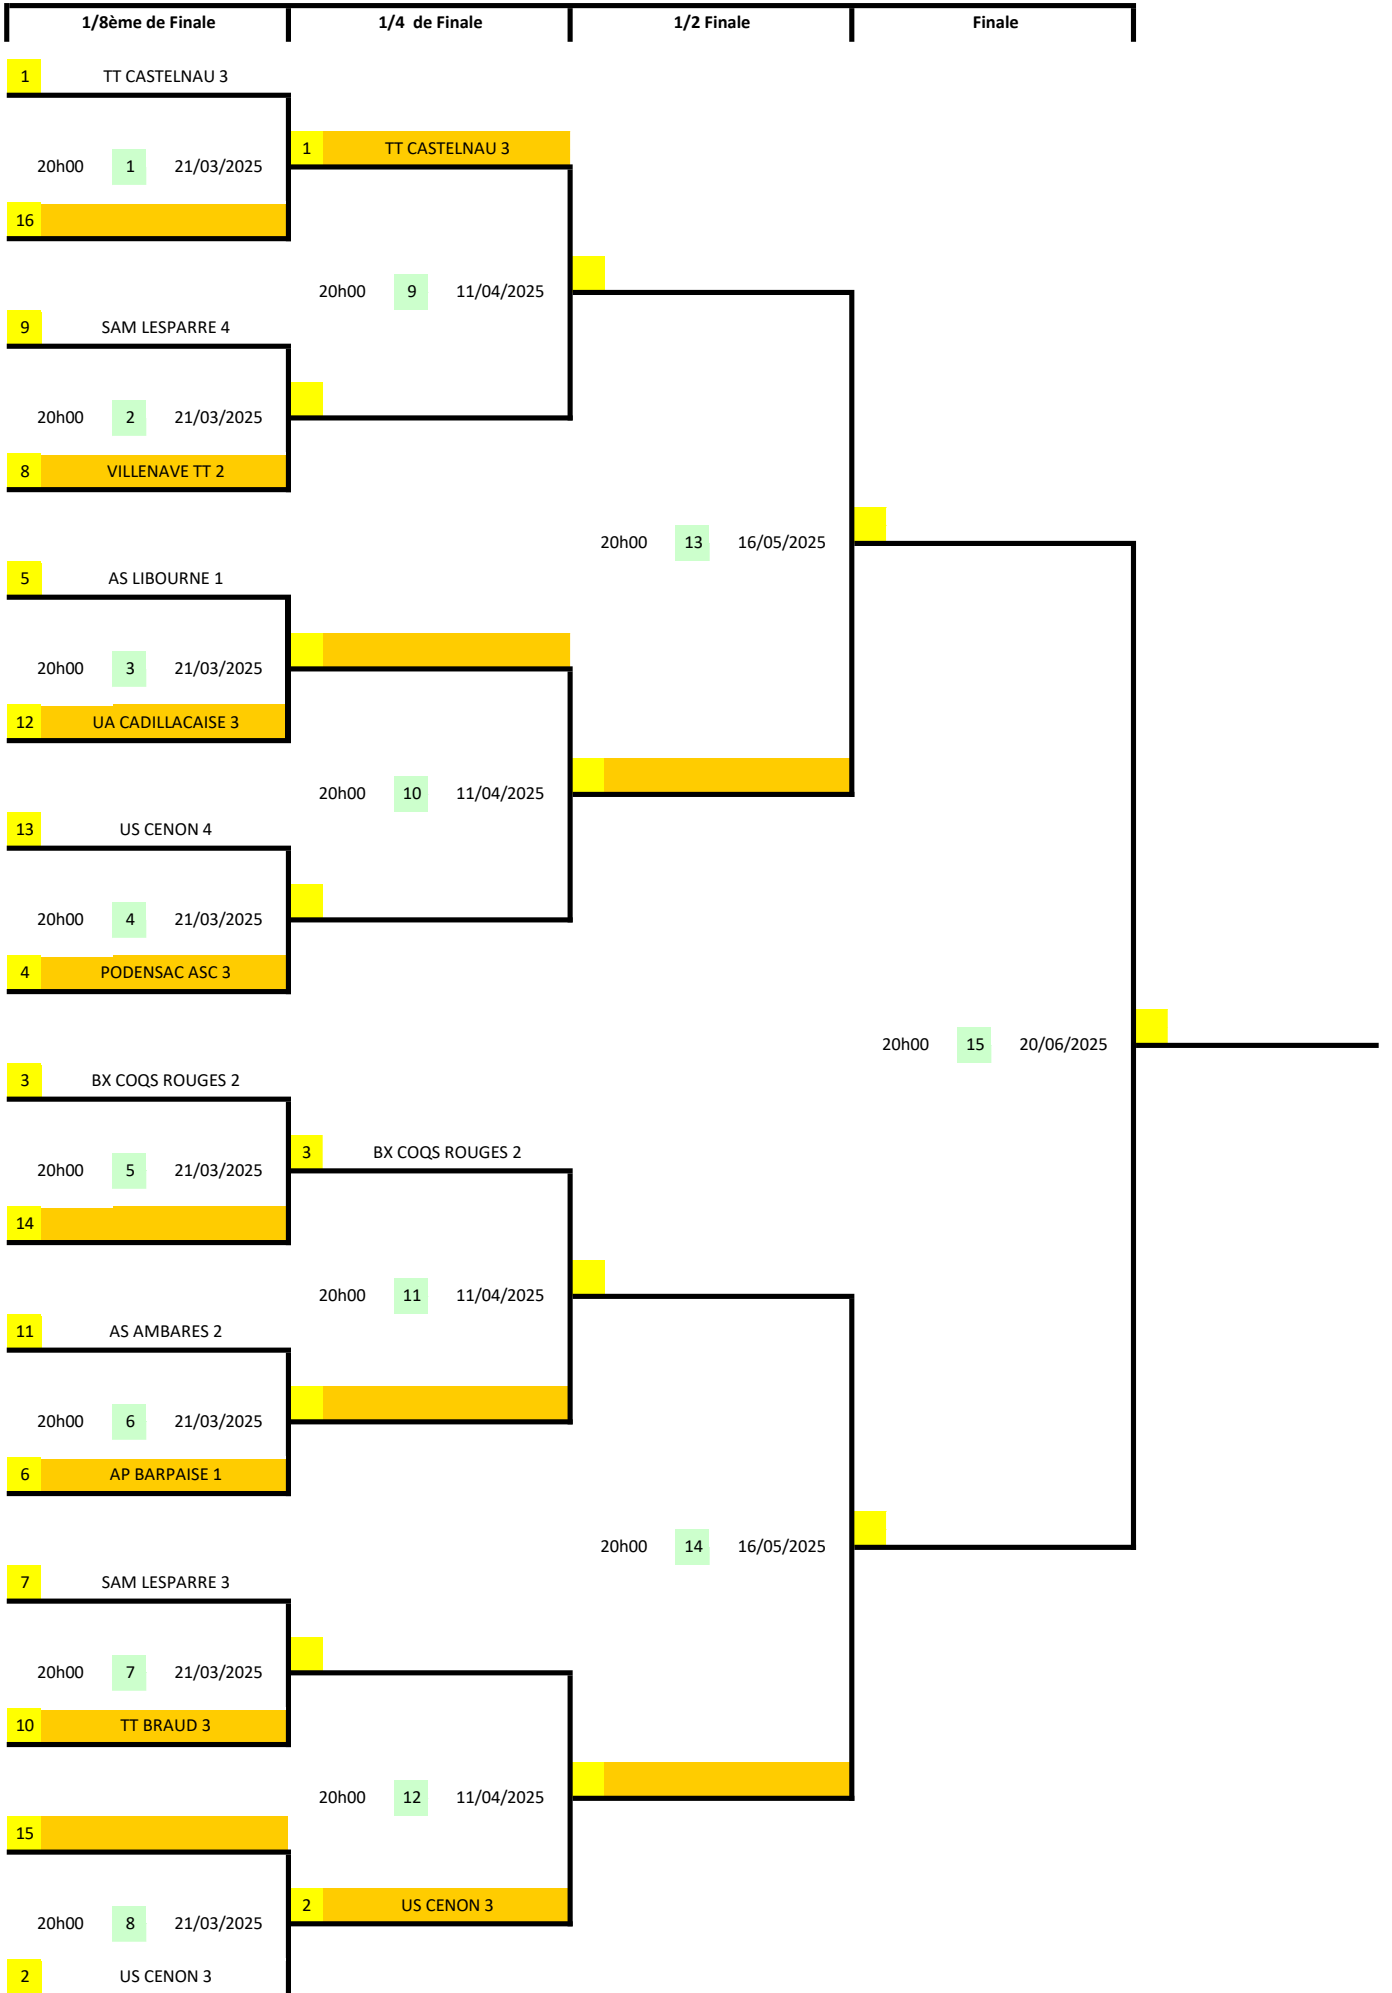 1/8ème de Finale 1/4 de Finale 1/2 Finale Finale
1 TT CASTELNAU 3
1 TT CASTELNAU 3
20h00 1 21/03/2025
16
20h00 9 11/04/2025
9 SAM LESPARRE 4
20h00 2 21/03/2025
8 VILLENAVE TT 2
20h00 13 16/05/2025
5 AS LIBOURNE 1
20h00 3 21/03/2025
12 UA CADILLACAISE 3
20h00 10 11/04/2025
13 US CENON 4
20h00 4 21/03/2025
4 PODENSAC ASC 3
20h00 15 20/06/2025
3 BX COQS ROUGES 2
3 BX COQS ROUGES 2
20h00 5 21/03/2025
14
20h00 11 11/04/2025
11 AS AMBARES 2
20h00 6 21/03/2025
6 AP BARPAISE 1
20h00 14 16/05/2025
7 SAM LESPARRE 3
20h00 7 21/03/2025
10 TT BRAUD 3
20h00 12 11/04/2025
15
2 US CENON 3
20h00 8 21/03/2025
2 US CENON 3